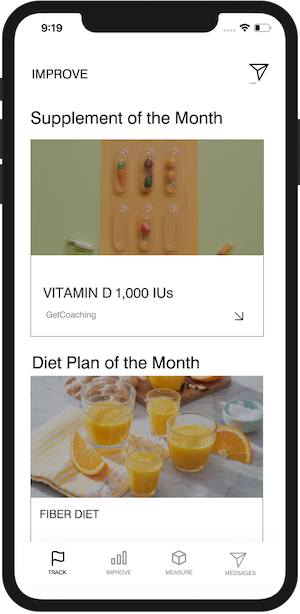 9:19
IMPROVE
Supplement of the Month
VITAMIN D 1,000 IUs
GetCoaching
Diet Plan of the Month
FIBER DIET
TRACK
IMPROVE
MEASURE
MESSAGES